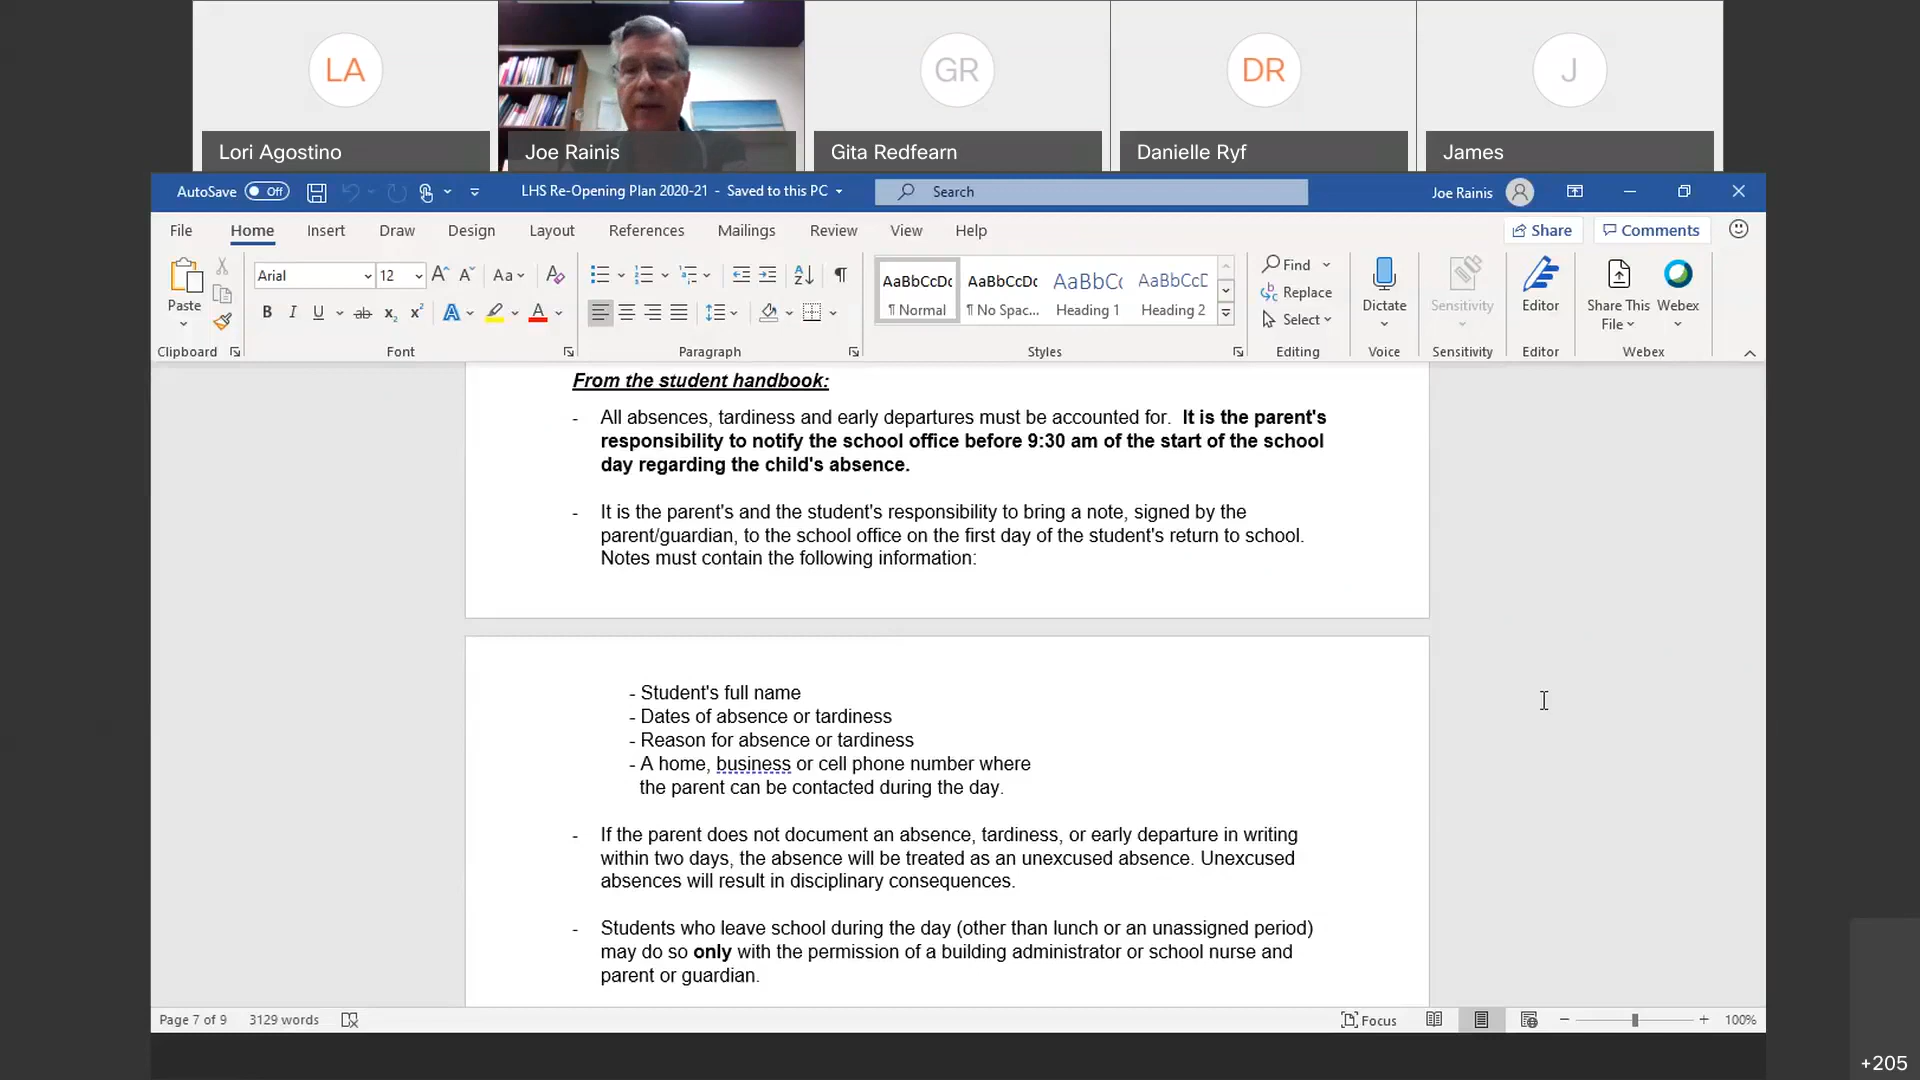 LA
GR
DR
J
Lori Agostino
Joe Rainis
Gita Redfearn
Danielle Ryf
James
AutoSave Off
LHS Re-Opening Plan 2020-21 - Saved to this PC
Search
Joe Rainis
File Home Insert Draw Design Layout References Mailings Review View Help
Share
Comments
Paste
Clipboard
Arial 12
Aa
B I U ab x₂ x² A A
Font
Paragraph
AaBbCcDc AaBbCcDc AaBbCc AaBbCcD
¶ Normal ¶ No Spac... Heading 1 Heading 2
Styles
Find
Replace
Select
Editing
Dictate
Voice
Sensitivity
Sensitivity
Editor
Editor
Share This File
Webex
Webex
From the student handbook:
- All absences, tardiness and early departures must be accounted for. It is the parent's
responsibility to notify the school office before 9:30 am of the start of the school
day regarding the child's absence.
- It is the parent's and the student's responsibility to bring a note, signed by the
parent/guardian, to the school office on the first day of the student's return to school.
Notes must contain the following information:
- Student's full name
- Dates of absence or tardiness
- Reason for absence or tardiness
- A home, business or cell phone number where
the parent can be contacted during the day.
- If the parent does not document an absence, tardiness, or early departure in writing
within two days, the absence will be treated as an unexcused absence. Unexcused
absences will result in disciplinary consequences.
- Students who leave school during the day (other than lunch or an unassigned period)
may do so only with the permission of a building administrator or school nurse and
parent or guardian.
Page 7 of 9 3129 words
Focus
100%
+205